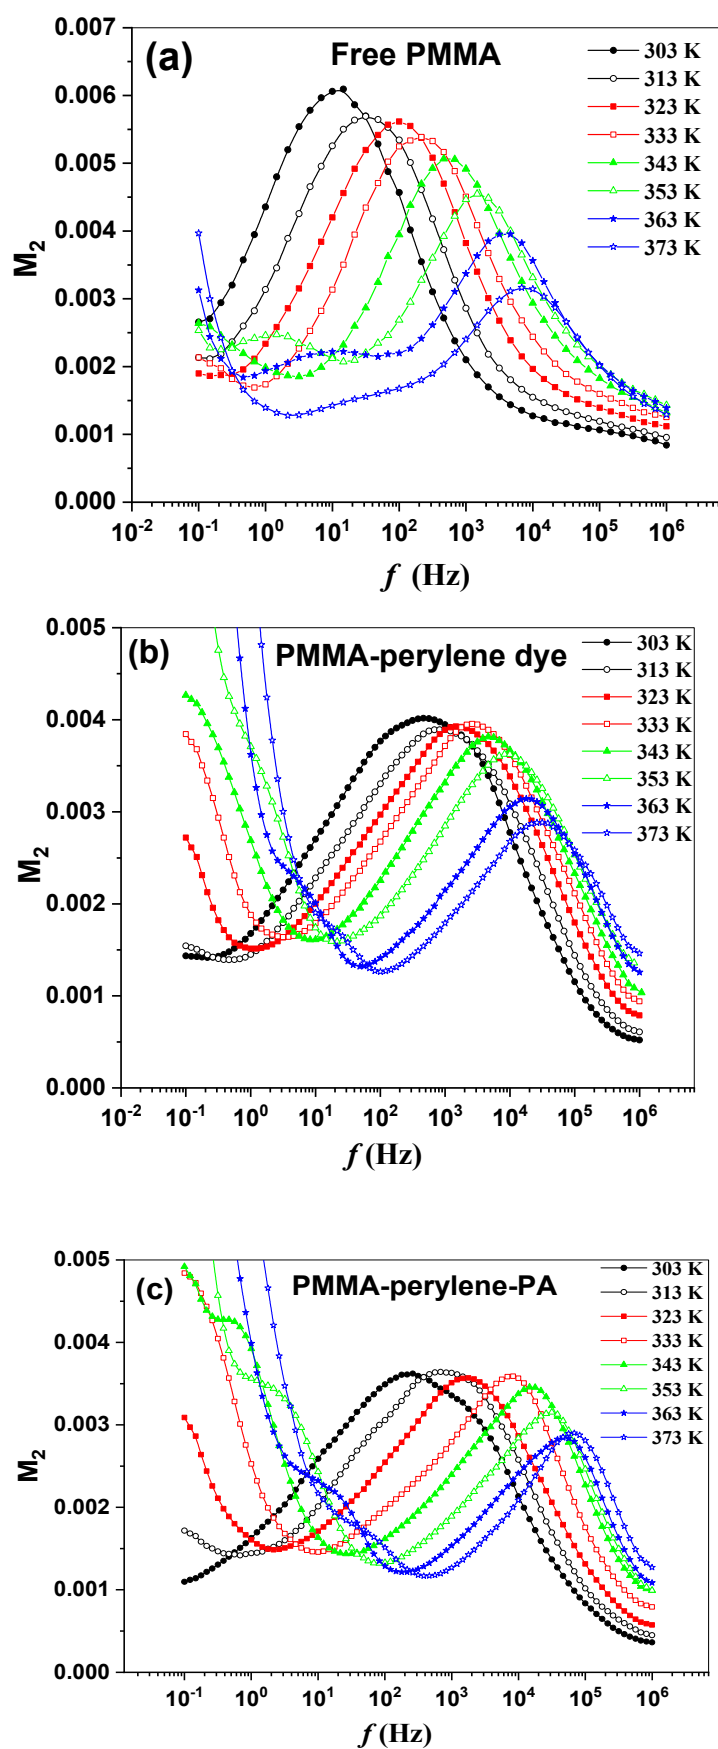 (a) Free PMMA
303 K
313 K
323 K
333 K
343 K
353 K
363 K
373 K
0.007
0.006
0.005
0.004
0.003
0.002
0.001
0.000
M₂
10⁻² 10⁻¹ 10⁰ 10¹ 10² 10³ 10⁴ 10⁵ 10⁶
f (Hz)
(b) PMMA-perylene dye
303 K
313 K
323 K
333 K
343 K
353 K
363 K
373 K
0.005
0.004
0.003
0.002
0.001
0.000
M₂
10⁻² 10⁻¹ 10⁰ 10¹ 10² 10³ 10⁴ 10⁵ 10⁶
f (Hz)
(c) PMMA-perylene-PA
303 K
313 K
323 K
333 K
343 K
353 K
363 K
373 K
0.005
0.004
0.003
0.002
0.001
0.000
M₂
10⁻¹ 10⁰ 10¹ 10² 10³ 10⁴ 10⁵ 10⁶
f (Hz)